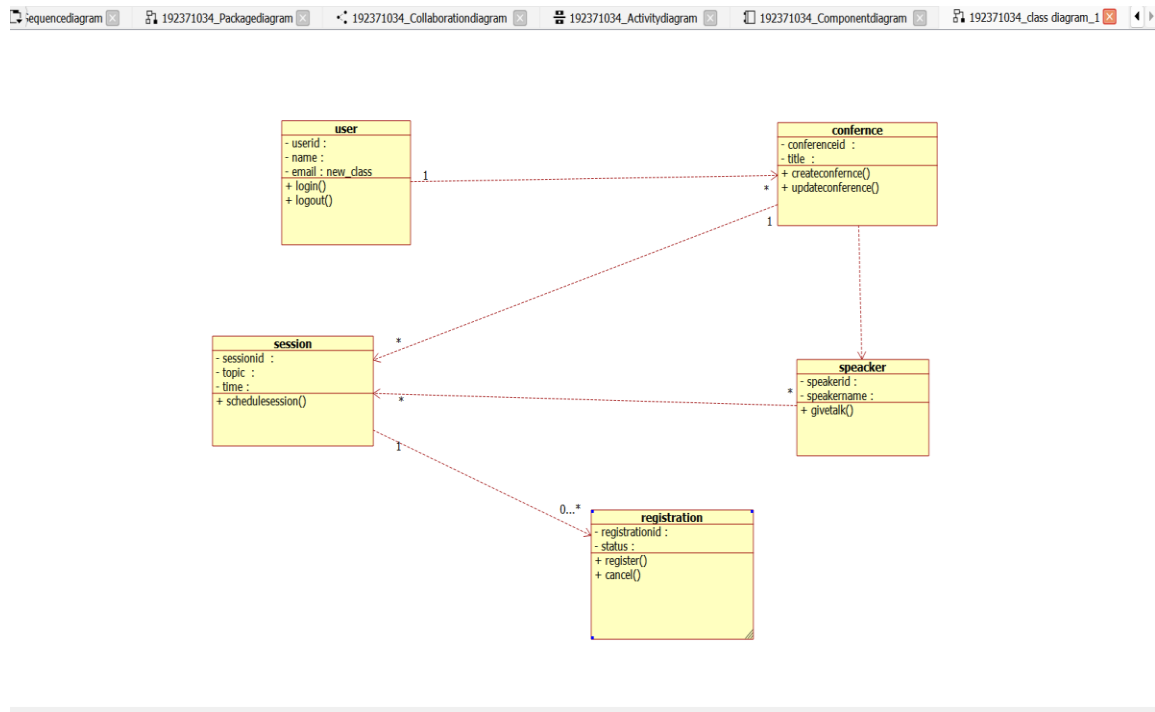 Sequencediagram
192371034_Packagediagram
192371034_Collaborationdiagram
192371034_Activitydiagram
192371034_Componentdiagram
192371034_class diagram_1
user
- userid :
- name :
- email : new_class
+ login()
+ logout()
1
*
confernce
- conferenceid :
- title :
+ createconfernce()
+ updateconference()
1
*
session
- sessionid :
- topic :
- time :
+ schedulesession()
*
*
speacker
- speakerid :
- speakername :
+ givetalk()
1
0...*
registration
- registrationid :
- status :
+ register()
+ cancel()